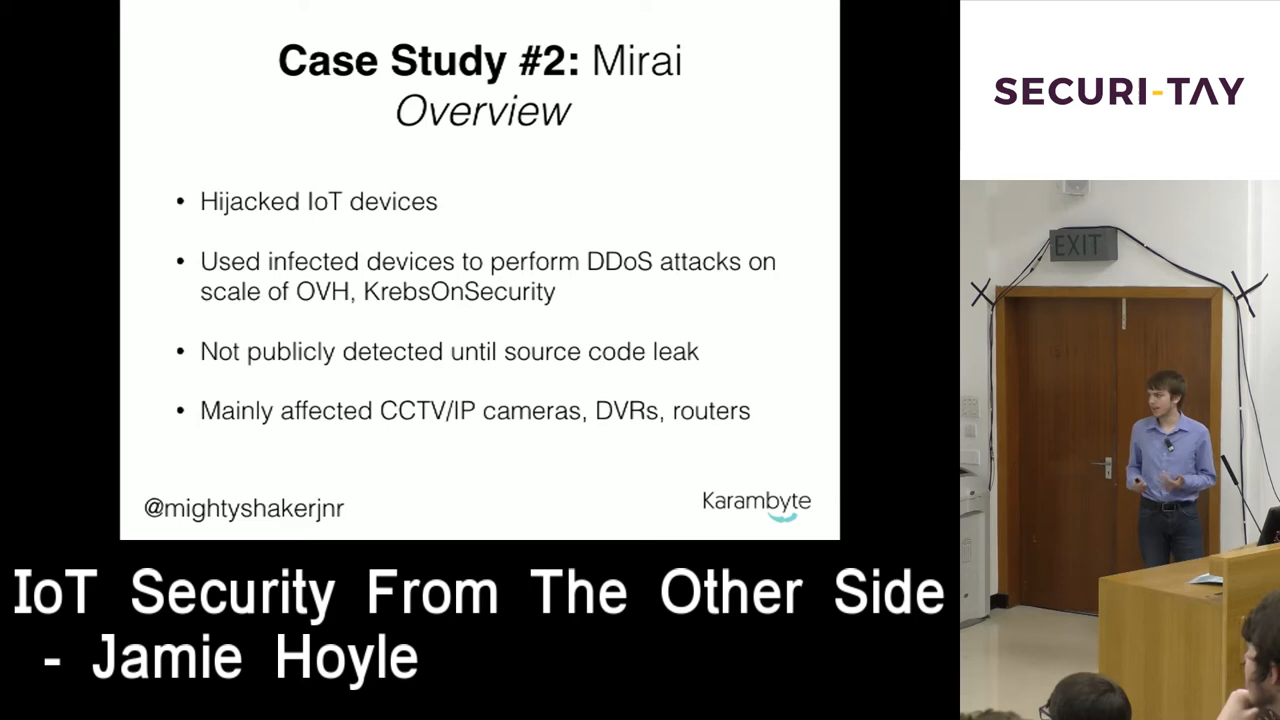 Case Study #2: Mirai
Overview
• Hijacked IoT devices
• Used infected devices to perform DDoS attacks on
scale of OVH, KrebsOnSecurity
• Not publicly detected until source code leak
• Mainly affected CCTV/IP cameras, DVRs, routers
@mightyshakerjnr
Karambyte
SECURI-TAY
EXIT
IoT Security From The Other Side
- Jamie Hoyle